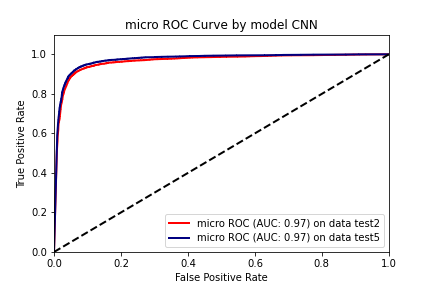 micro ROC Curve by model CNN
True Positive Rate
1.0
0.8
0.6
0.4
0.2
0.0
micro ROC (AUC: 0.97) on data test2
micro ROC (AUC: 0.97) on data test5
0.0 0.2 0.4 0.6 0.8 1.0
False Positive Rate